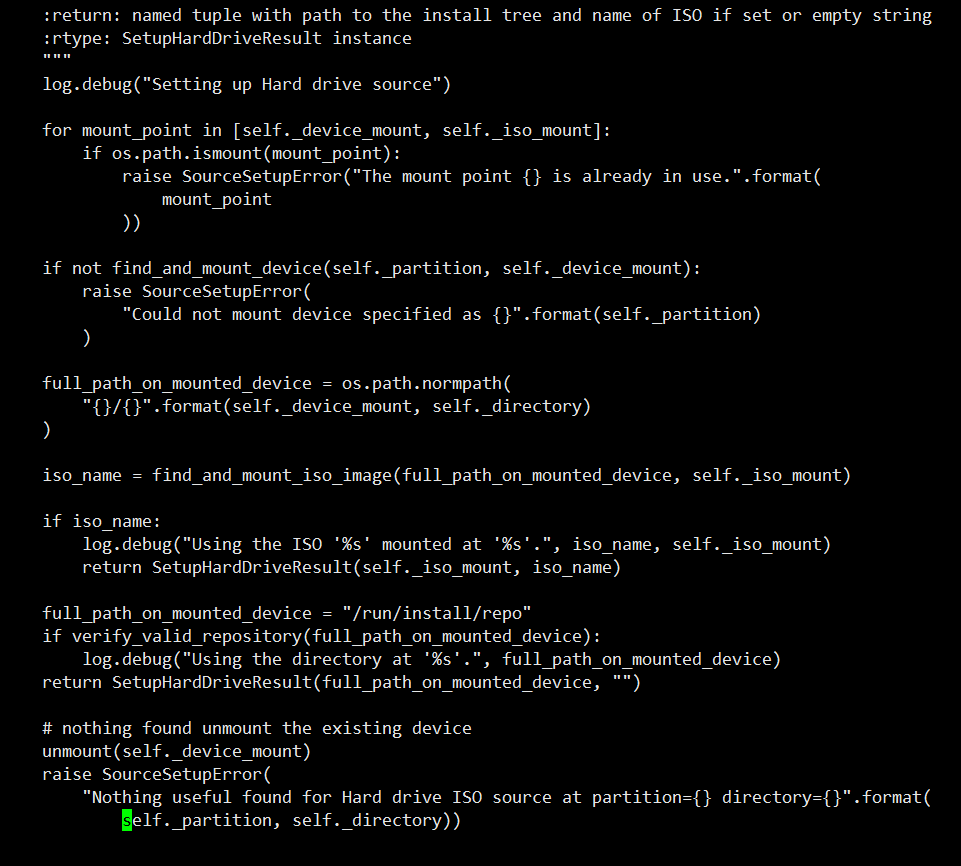 :return: named tuple with path to the install tree and name of ISO if set or empty string
:rtype: SetupHardDriveResult instance
"""
log.debug("Setting up Hard drive source")

for mount_point in [self._device_mount, self._iso_mount]:
    if os.path.ismount(mount_point):
        raise SourceSetupError("The mount point {} is already in use.".format(
            mount_point
        ))

if not find_and_mount_device(self._partition, self._device_mount):
    raise SourceSetupError(
        "Could not mount device specified as {}".format(self._partition)
    )

full_path_on_mounted_device = os.path.normpath(
    "{}/{}".format(self._device_mount, self._directory)
)

iso_name = find_and_mount_iso_image(full_path_on_mounted_device, self._iso_mount)

if iso_name:
    log.debug("Using the ISO '%s' mounted at '%s'.", iso_name, self._iso_mount)
    return SetupHardDriveResult(self._iso_mount, iso_name)

full_path_on_mounted_device = "/run/install/repo"
if verify_valid_repository(full_path_on_mounted_device):
    log.debug("Using the directory at '%s'.", full_path_on_mounted_device)
return SetupHardDriveResult(full_path_on_mounted_device, "")

# nothing found unmount the existing device
unmount(self._device_mount)
raise SourceSetupError(
    "Nothing useful found for Hard drive ISO source at partition={} directory={}".format(
        self._partition, self._directory))